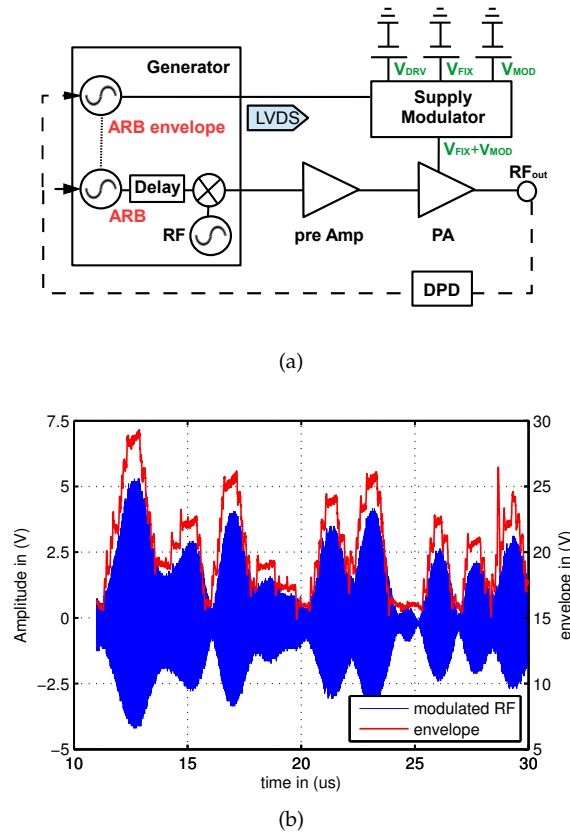 Generator
V_DRV V_FIX V_MOD
Supply
Modulator
ARB envelope
LVDS
V_FIX+V_MOD
Delay
ARB
RF
pre Amp
PA
RF_out
DPD
(a)
7.5
5
2.5
0
−2.5
−5
Amplitude in (V)
30
25
20
15
10
5
envelope in (V)
modulated RF
envelope
10 15 20 25 30
time in (us)
(b)